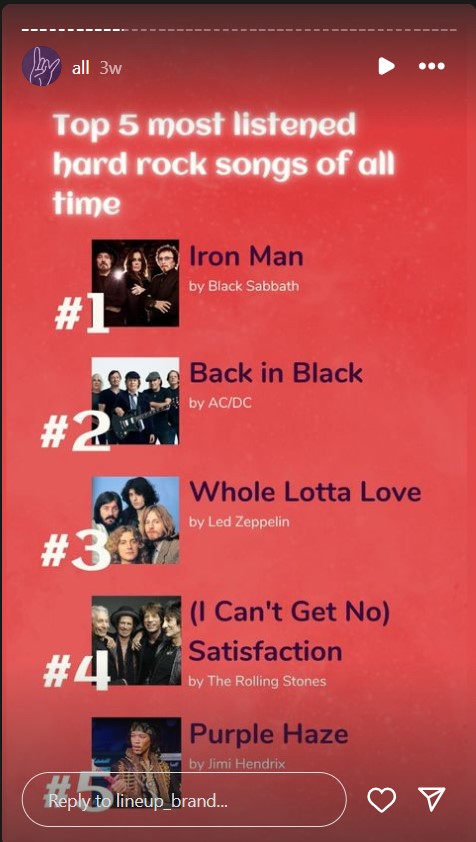 all 3w
Top 5 most listened
hard rock songs of all
time
Iron Man
by Black Sabbath
#1
Back in Black
by AC/DC
#2
Whole Lotta Love
by Led Zeppelin
#3
(I Can't Get No)
Satisfaction
by The Rolling Stones
#4
Purple Haze
by Jimi Hendrix
#5
Reply to lineup_brand...